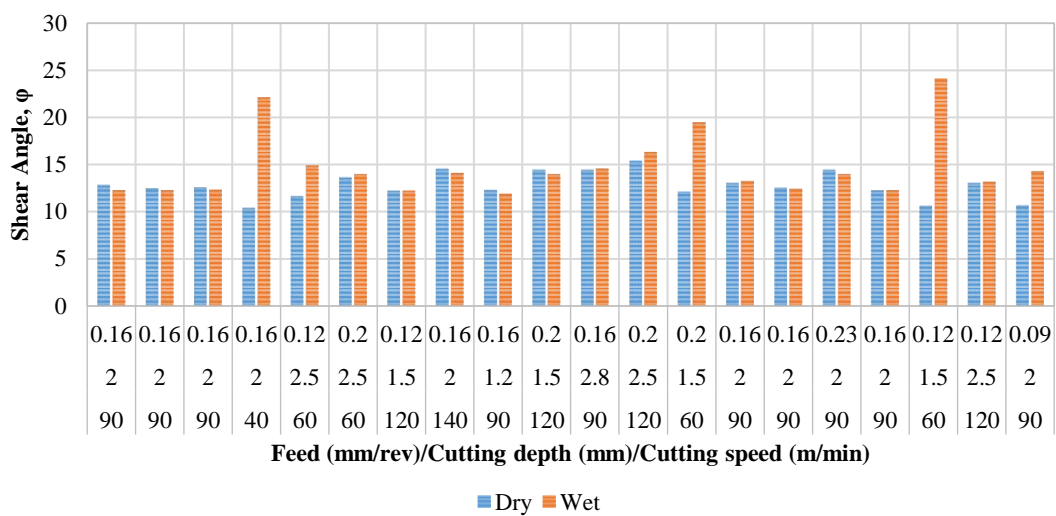 30
25
20
15
10
5
0
Shear Angle, φ
0.16 0.16 0.16 0.16 0.12 0.2 0.12 0.16 0.16 0.2 0.16 0.2 0.2 0.16 0.16 0.23 0.16 0.12 0.12 0.09
2 2 2 2 2.5 2.5 1.5 2 1.2 1.5 2.8 2.5 1.5 2 2 2 2 1.5 2.5 2
90 90 90 40 60 60 120 140 90 120 90 120 60 90 90 90 90 60 120 90
Feed (mm/rev)/Cutting depth (mm)/Cutting speed (m/min)
Dry Wet